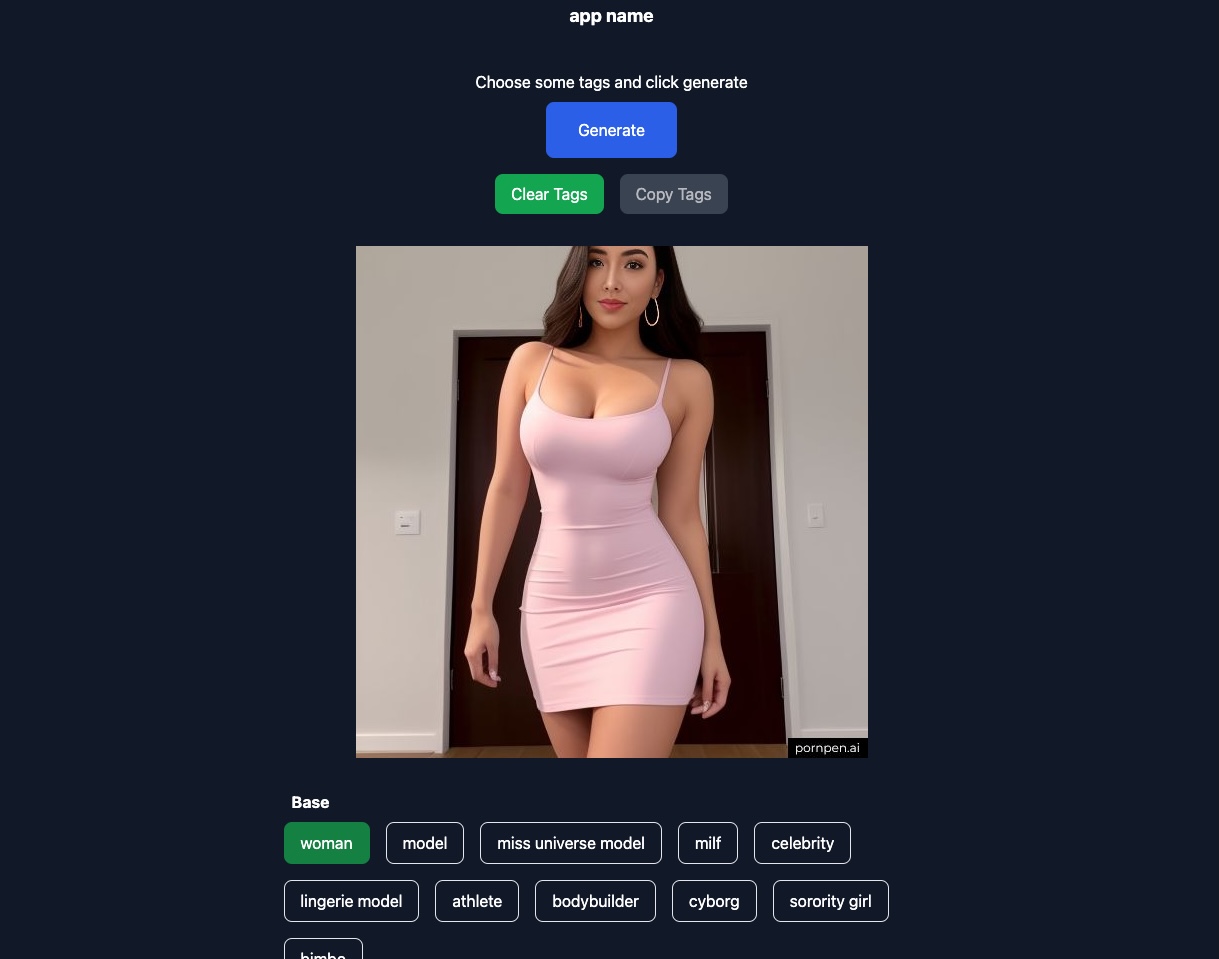 app name
Choose some tags and click generate
Generate
Clear Tags Copy Tags
pornpen.ai
Base
woman model miss universe model milf celebrity
lingerie model athlete bodybuilder cyborg sorority girl